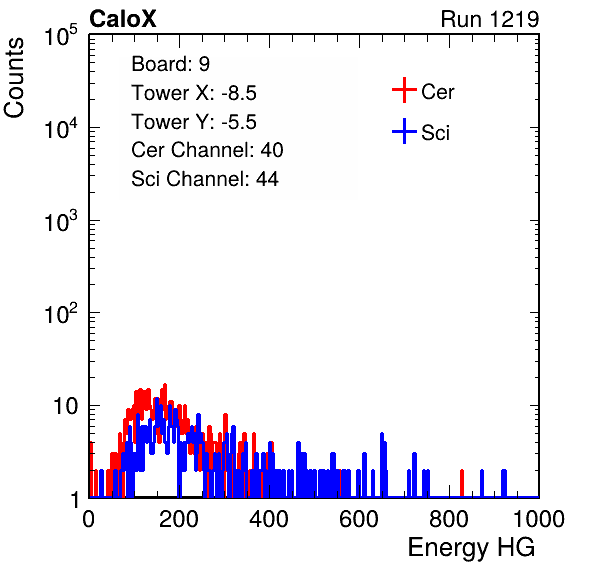 CaloX Run 1219
Counts
Board: 9
Tower X: -8.5
Tower Y: -5.5
Cer Channel: 40
Sci Channel: 44
Cer
Sci
10^5
10^4
10^3
10^2
10
1
0 200 400 600 800 1000
Energy HG